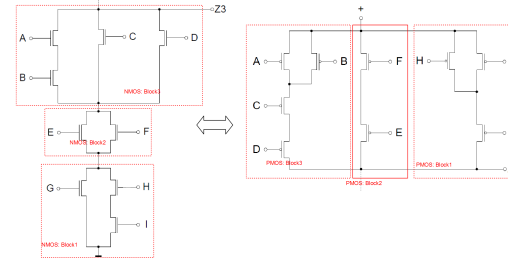 Z3
A
C
D
B
NMOS: Block3
E
NMOS: Block2
F
G
H
I
NMOS: Block1
+
A
B
F
H
C
D
E
PMOS: Block3
PMOS: Block1
PMOS: Block2